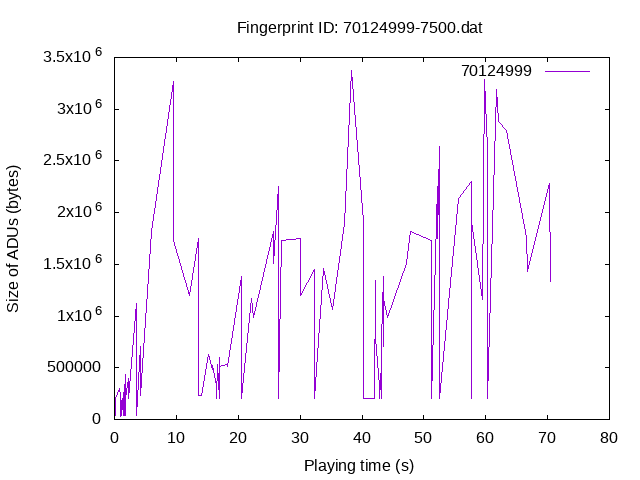 Fingerprint ID: 70124999-7500.dat
3.5x10^6
70124999
3x10^6
2.5x10^6
2x10^6
1.5x10^6
1x10^6
500000
0
0 10 20 30 40 50 60 70 80
Size of ADUs (bytes)
Playing time (s)